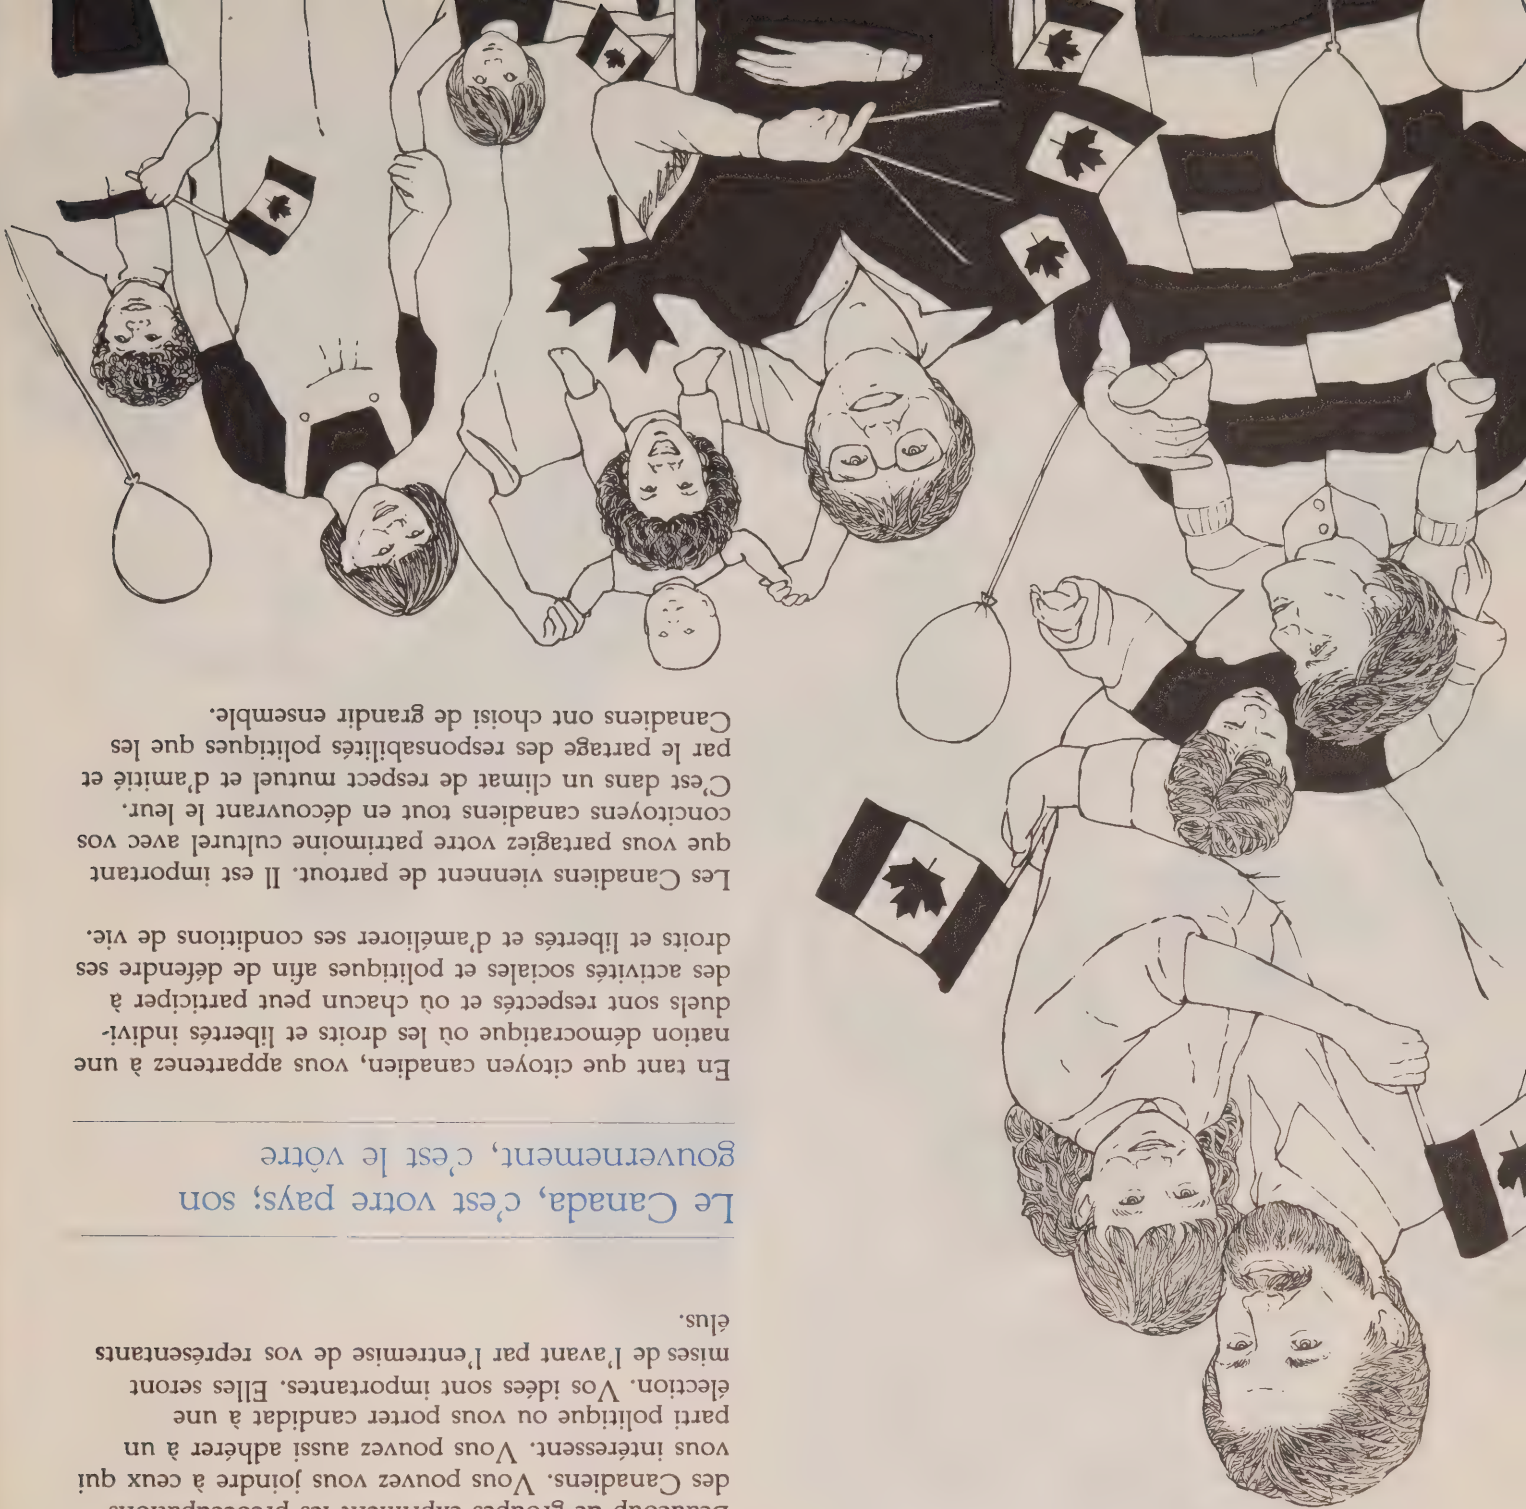 Beaucoup de groupes expriment les préoccupations
des Canadiens. Vous pouvez vous joindre à ceux qui
vous intéressent. Vous pouvez aussi adhérer à un
parti politique ou vous porter candidat à une
élection. Vos idées sont importantes. Elles seront
mises de l'avant par l'entremise de vos représentants
élus.
Le Canada, c'est votre pays; son
gouvernement, c'est le vôtre
En tant que citoyen canadien, vous appartenez à une
nation démocratique où les droits et libertés indivi-
duels sont respectés et où chacun peut participer à
des activités sociales et politiques afin de défendre ses
droits et libertés et d'améliorer ses conditions de vie.
Les Canadiens viennent de partout. Il est important
que vous partagiez votre patrimoine culturel avec vos
concitoyens canadiens tout en découvrant le leur.
C'est dans un climat de respect mutuel et d'amitié et
par le partage des responsabilités politiques que les
Canadiens ont choisi de grandir ensemble.